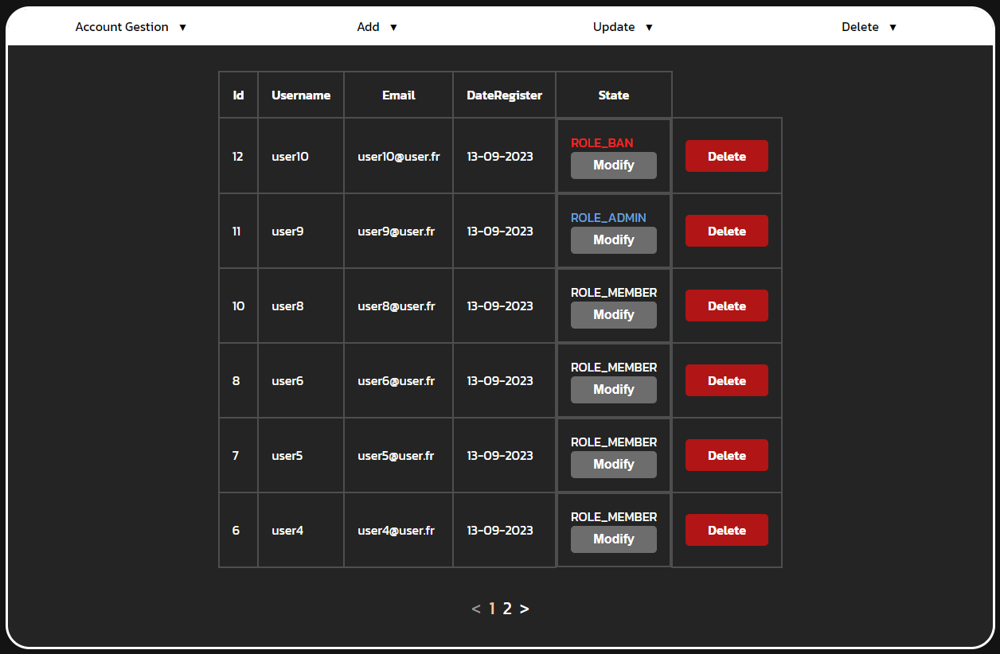 Account Gestion ▼ Add ▼ Update ▼ Delete ▼
Id Username Email DateRegister State
12 user10 user10@user.fr 13-09-2023 ROLE_BAN
Modify
Delete
11 user9 user9@user.fr 13-09-2023 ROLE_ADMIN
Modify
Delete
10 user8 user8@user.fr 13-09-2023 ROLE_MEMBER
Modify
Delete
8 user6 user6@user.fr 13-09-2023 ROLE_MEMBER
Modify
Delete
7 user5 user5@user.fr 13-09-2023 ROLE_MEMBER
Modify
Delete
6 user4 user4@user.fr 13-09-2023 ROLE_MEMBER
Modify
Delete
< 1 2 >